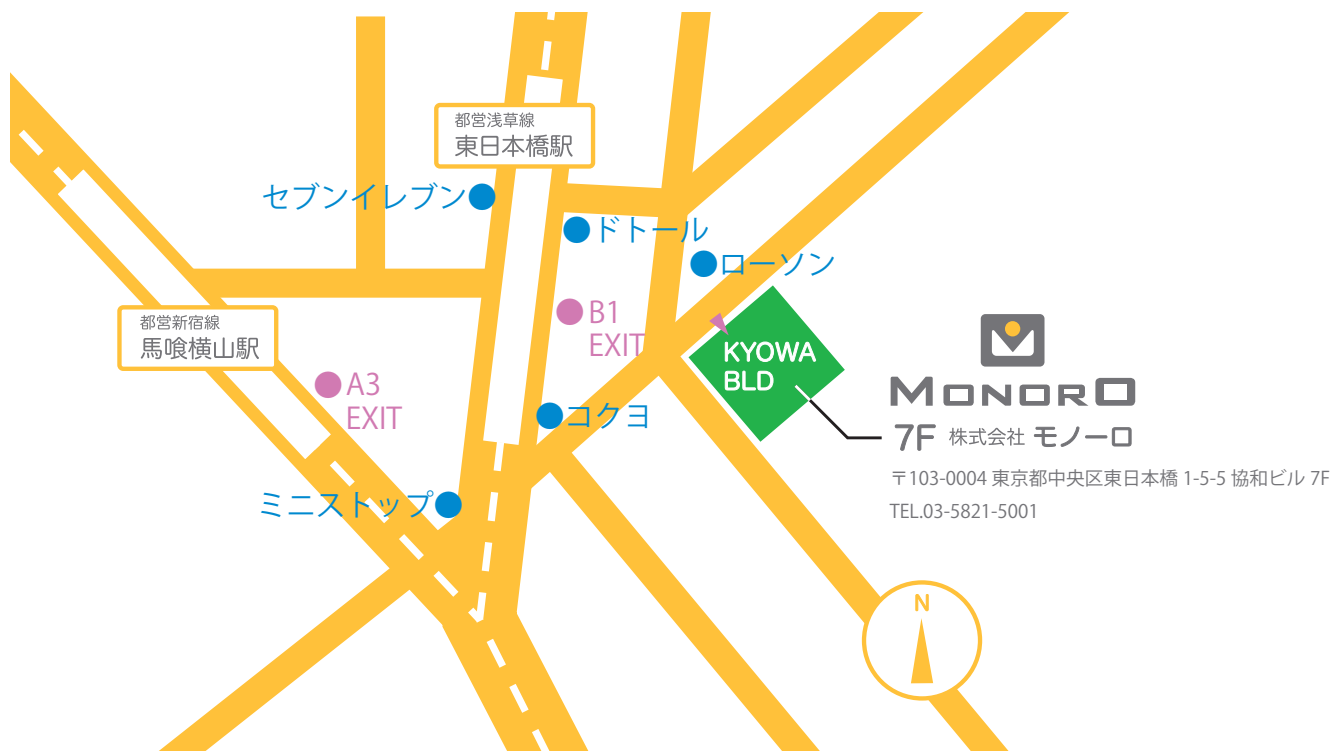 都営浅草線
東日本橋駅
セブンイレブン
ドトール
ローソン
B1
EXIT
都営新宿線
馬喰横山駅
KYOWA
BLD
A3
EXIT
コクヨ
MONORO
7F 株式会社 モノーロ
〒103-0004 東京都中央区東日本橋 1-5-5 協和ビル 7F
TEL.03-5821-5001
ミニストップ
N